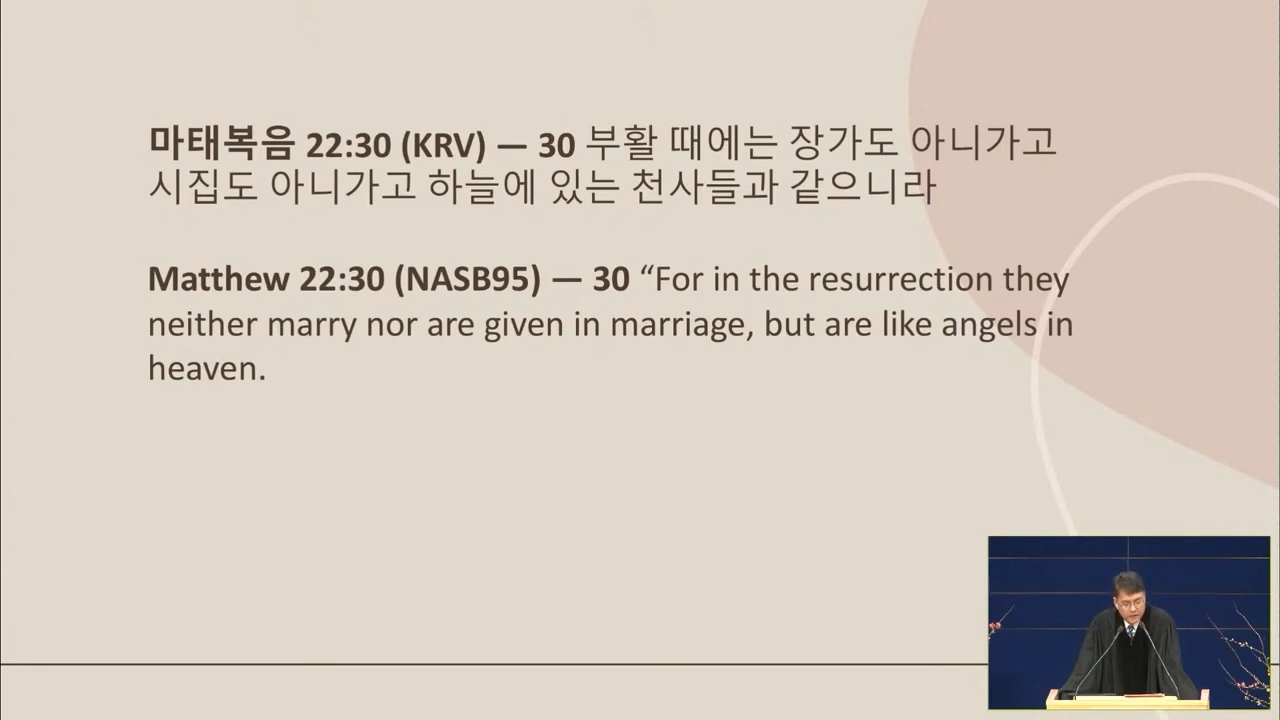 마태복음 22:30 (KRV) — 30 부활 때에는 장가도 아니가고
시집도 아니가고 하늘에 있는 천사들과 같으니라
Matthew 22:30 (NASB95) — 30 “For in the resurrection they
neither marry nor are given in marriage, but are like angels in
heaven.